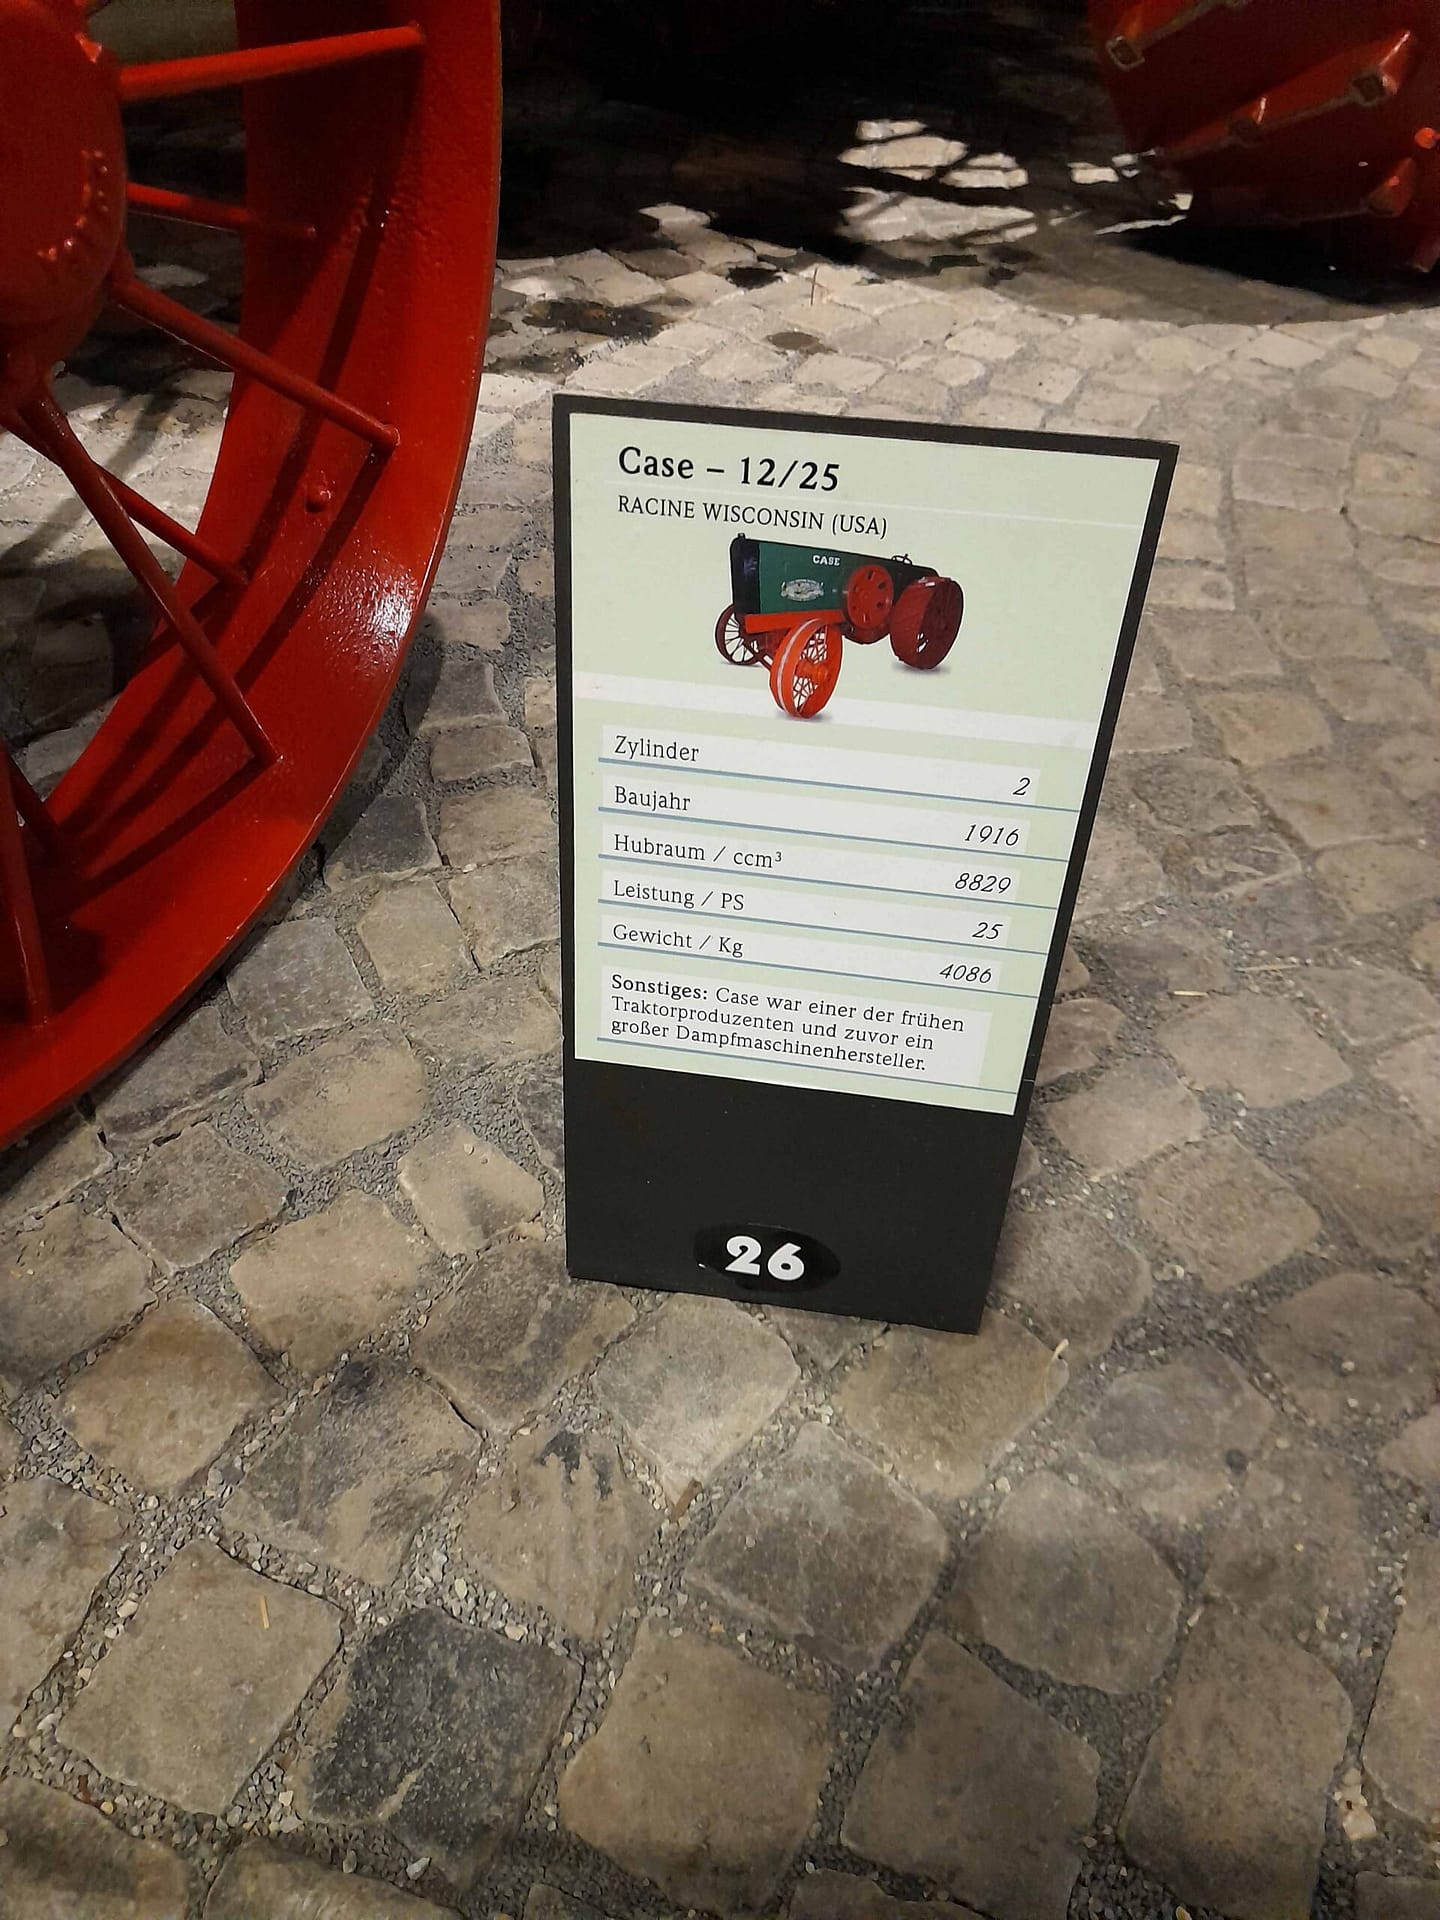 Case – 12/25
RACINE WISCONSIN (USA)
CASE
Zylinder 2
Baujahr 1916
Hubraum / ccm³ 8829
Leistung / PS 25
Gewicht / Kg 4086
Sonstiges: Case war einer der frühen
Traktorproduzenten und zuvor ein
großer Dampfmaschinenhersteller.
26